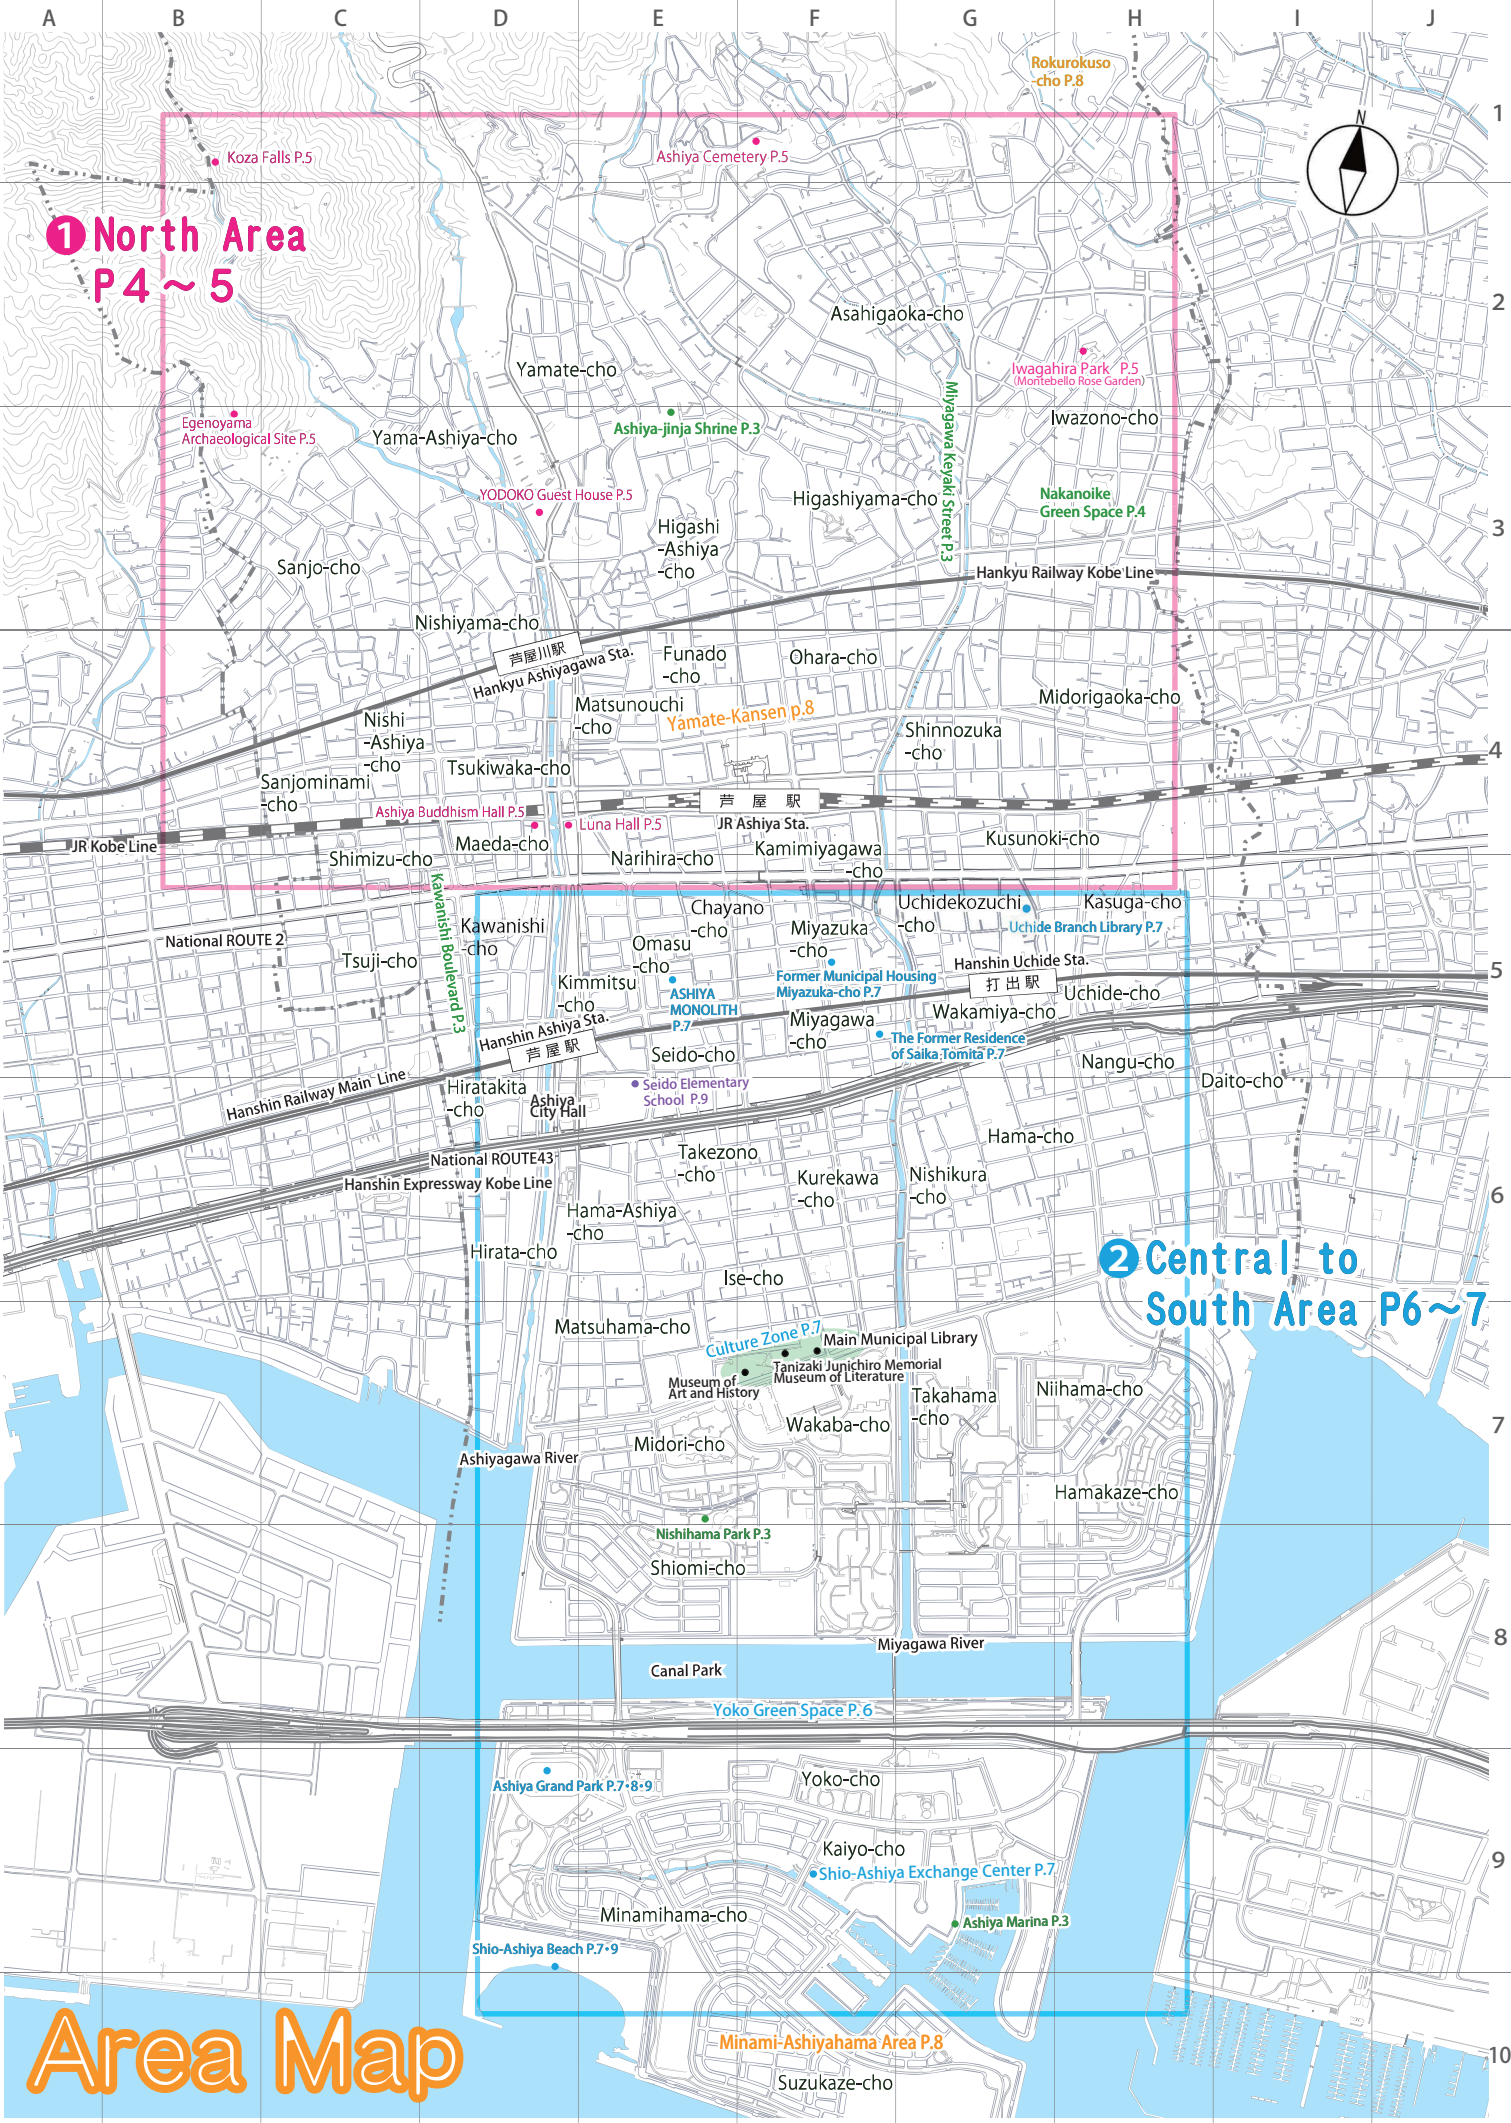 A B C D E F G H I J
Rokurokuso
-cho P.8
1
N
Koza Falls P.5
Ashiya Cemetery P.5
1 North Area
P4～5
2
Asahigaoka-cho
Yamate-cho
Iwagahira Park P.5
(Montebello Rose Garden)
Miyagawa Keyaki Street P.3
Iwazono-cho
Egenoyama
Archaeological Site P.5
Yama-Ashiya-cho
Ashiya-jinja Shrine P.3
YODOKO Guest House P.5
Higashiyama-cho
Nakanoike
Green Space P.4
3
Higashi
-Ashiya
-cho
Sanjo-cho
Hankyu Railway Kobe Line
Nishiyama-cho
芦屋川駅
Hankyu Ashiyagawa Sta.
Funado
-cho
Ohara-cho
Midorigaoka-cho
Matsunouchi
-cho
Yamate-Kansen p.8
Nishi
-Ashiya
-cho
Shinnozuka
-cho
4
Tsukiwaka-cho
Sanjominami
-cho
芦屋駅
JR Ashiya Sta.
Ashiya Buddhism Hall P.5
Luna Hall P.5
JR Kobe Line
Shimizu-cho
Maeda-cho
Narihira-cho
Kamimiyagawa
-cho
Kusunoki-cho
Kawanishi Boulevard P.3
Chayano
-cho
Uchidekozuchi
-cho
Kasuga-cho
Uchide Branch Library P.7
National ROUTE 2
Kawanishi
-cho
Omasu
-cho
Miyazuka
-cho
Tsuji-cho
Hanshin Uchide Sta.
打出駅
5
Former Municipal Housing
Miyazuka-cho P.7
Kimmitsu
-cho
ASHIYA
MONOLITH
P.7
Uchide-cho
Wakamiya-cho
Miyagawa
-cho
Hanshin Ashiya Sta.
芦屋駅
The Former Residence
of Saika Tomita P.7
Seido-cho
Nangu-cho
Daito-cho
Seido Elementary
School P.9
Hanshin Railway Main Line
Hiratakita
-cho
Ashiya
City Hall
Hama-cho
National ROUTE43
Hanshin Expressway Kobe Line
Takezono
-cho
Kurekawa
-cho
Nishikura
-cho
6
Hama-Ashiya
-cho
Hirata-cho
Ise-cho
2 Central to
South Area P6～7
Matsuhama-cho
Culture Zone P.7
Main Municipal Library
Tanizaki Junichiro Memorial
Museum of Literature
Museum of
Art and History
Takahama
-cho
Niihama-cho
Wakaba-cho
7
Midori-cho
Ashiyagawa River
Hamakaze-cho
Nishihama Park P.3
Shiomi-cho
8
Miyagawa River
Canal Park
Yoko Green Space P.6
Ashiya Grand Park P.7・8・9
Yoko-cho
Kaiyo-cho
9
Shio-Ashiya Exchange Center P.7
Minamihama-cho
Ashiya Marina P.3
Shio-Ashiya Beach P.7・9
Area Map
Minami-Ashiyahama Area P.8
10
Suzukaze-cho